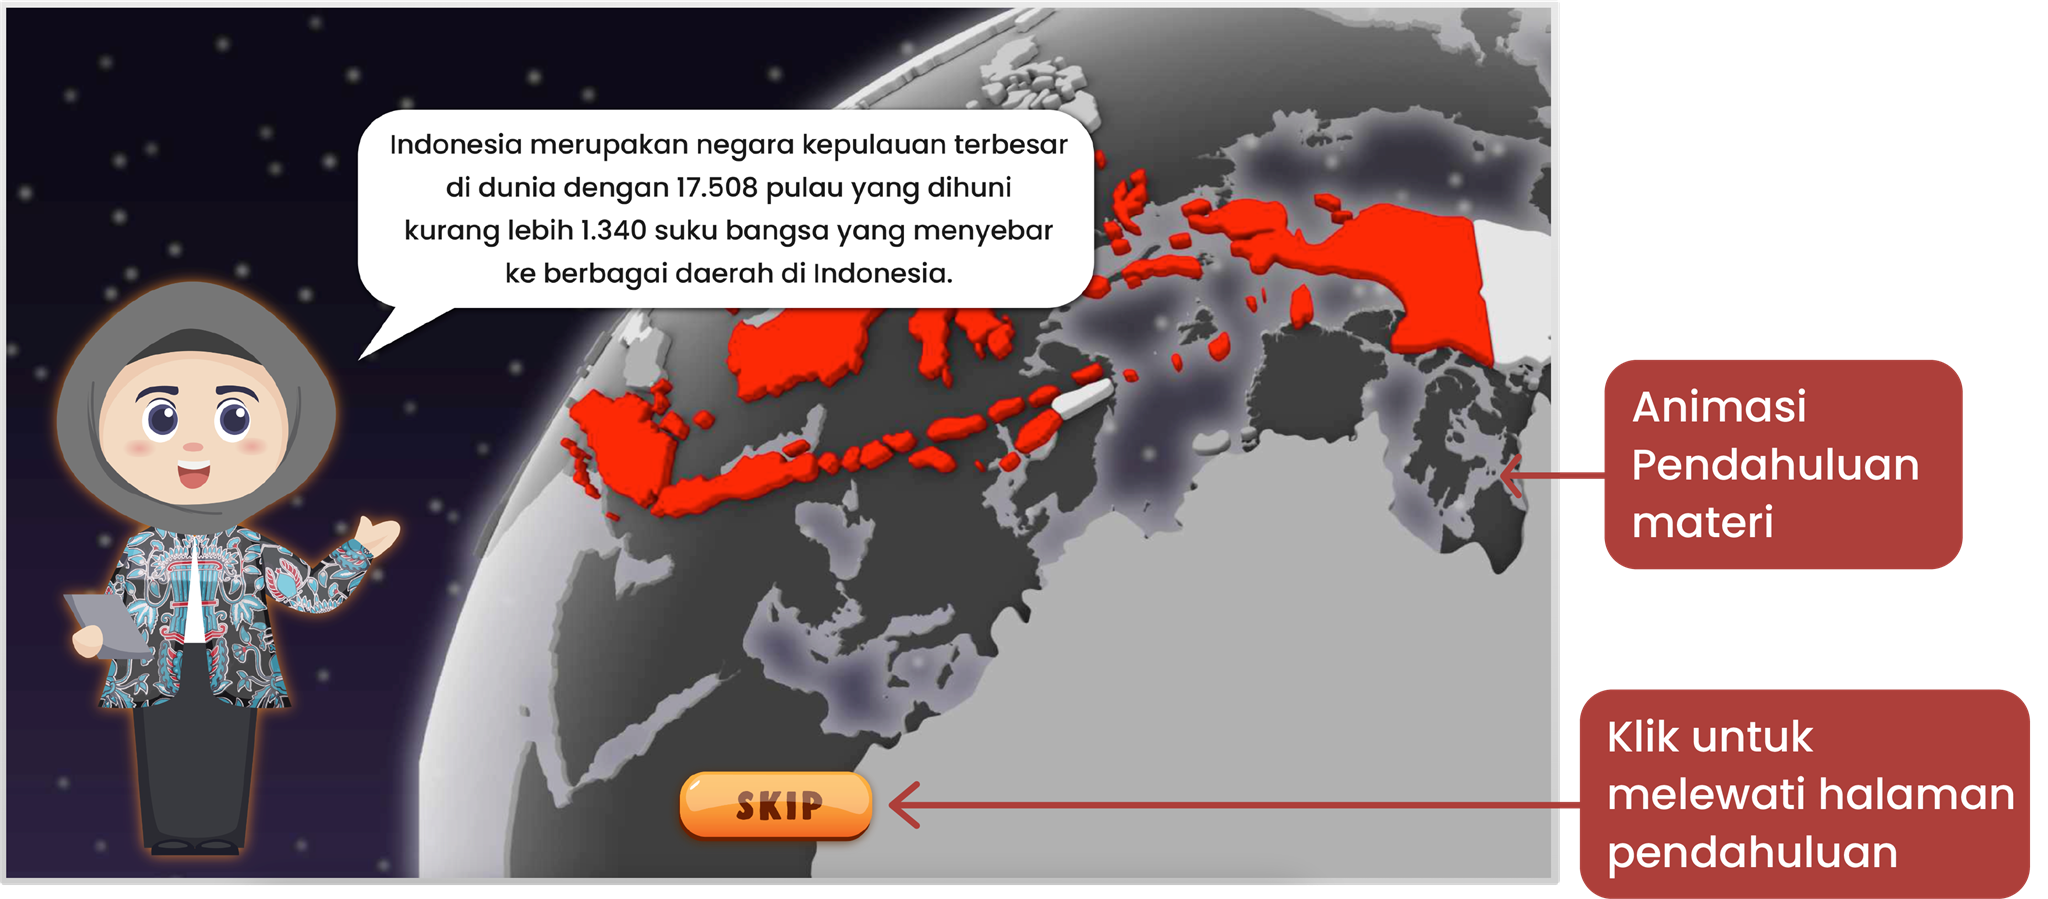 Indonesia merupakan negara kepulauan terbesar
di dunia dengan 17.508 pulau yang dihuni
kurang lebih 1.340 suku bangsa yang menyebar
ke berbagai daerah di Indonesia.
Animasi
Pendahuluan
materi
SKIP
Klik untuk
melewati halaman
pendahuluan